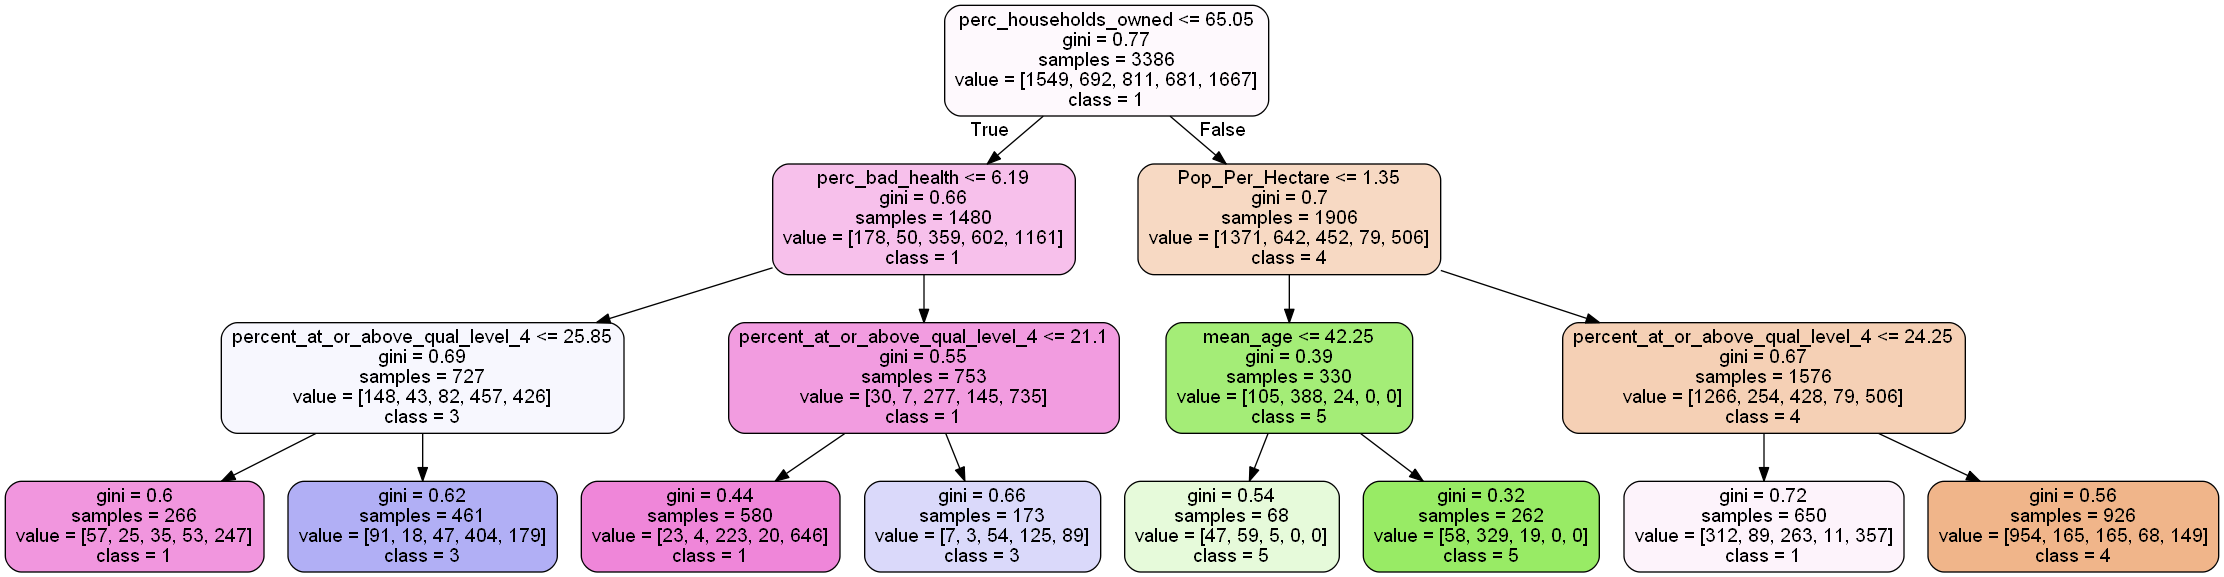 perc_households_owned <= 65.05
gini = 0.77
samples = 3386
value = [1549, 692, 811, 681, 1667]
class = 1
True
False
perc_bad_health <= 6.19
gini = 0.66
samples = 1480
value = [178, 50, 359, 602, 1161]
class = 1
Pop_Per_Hectare <= 1.35
gini = 0.7
samples = 1906
value = [1371, 642, 452, 79, 506]
class = 4
percent_at_or_above_qual_level_4 <= 25.85
gini = 0.69
samples = 727
value = [148, 43, 82, 457, 426]
class = 3
percent_at_or_above_qual_level_4 <= 21.1
gini = 0.55
samples = 753
value = [30, 7, 277, 145, 735]
class = 1
mean_age <= 42.25
gini = 0.39
samples = 330
value = [105, 388, 24, 0, 0]
class = 5
percent_at_or_above_qual_level_4 <= 24.25
gini = 0.67
samples = 1576
value = [1266, 254, 428, 79, 506]
class = 4
gini = 0.6
samples = 266
value = [57, 25, 35, 53, 247]
class = 1
gini = 0.62
samples = 461
value = [91, 18, 47, 404, 179]
class = 3
gini = 0.44
samples = 580
value = [23, 4, 223, 20, 646]
class = 1
gini = 0.66
samples = 173
value = [7, 3, 54, 125, 89]
class = 3
gini = 0.54
samples = 68
value = [47, 59, 5, 0, 0]
class = 5
gini = 0.32
samples = 262
value = [58, 329, 19, 0, 0]
class = 5
gini = 0.72
samples = 650
value = [312, 89, 263, 11, 357]
class = 1
gini = 0.56
samples = 926
value = [954, 165, 165, 68, 149]
class = 4